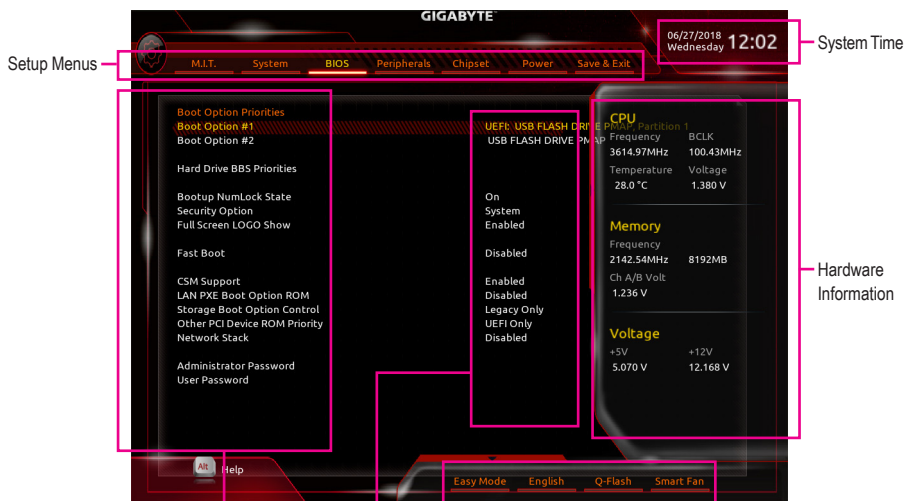 GIGABYTE™
06/27/2018
Wednesday 12:02
System Time
Setup Menus
M.I.T. System BIOS Peripherals Chipset Power Save & Exit
Boot Option Priorities
Boot Option #1 UEFI: USB FLASH DRIVE PMAP, Partition 1
Boot Option #2 USB FLASH DRIVE PMAP
Hard Drive BBS Priorities
Bootup NumLock State On
Security Option System
Full Screen LOGO Show Enabled
Fast Boot Disabled
CSM Support Enabled
LAN PXE Boot Option ROM Disabled
Storage Boot Option Control Legacy Only
Other PCI Device ROM Priority UEFI Only
Network Stack Disabled
Administrator Password
User Password
CPU
Frequency BCLK
3614.97MHz 100.43MHz
Temperature Voltage
28.0 °C 1.380 V
Memory
Frequency
2142.54MHz 8192MB
Ch A/B Volt
1.236 V
Voltage
+5V +12V
5.070 V 12.168 V
Hardware
Information
Alt Help
Easy Mode English Q-Flash Smart Fan